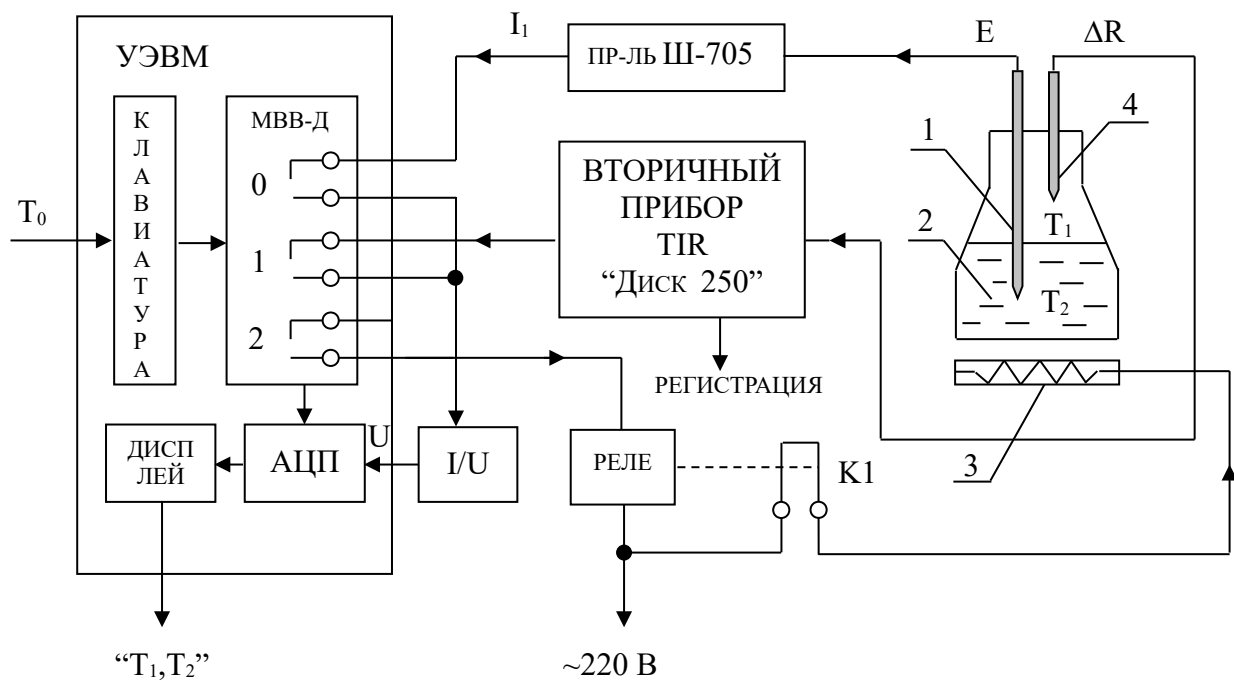 УЭВМ
I₁
ПР-ЛЬ Ш-705
E
ΔR
КЛАВИАТУРА
МВВ-Д
0
1
2
T₀
ВТОРИЧНЫЙ
ПРИБОР
TIR
“ДИСК 250”
1
4
2
T₁
T₂
РЕГИСТРАЦИЯ
ДИСП
ЛЕЙ
АЦП
U
I/U
РЕЛЕ
K1
3
“T₁,T₂”
~220 В